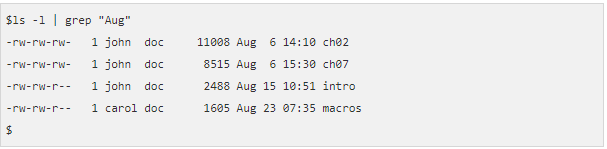 $ls -l | grep "Aug"
-rw-rw-rw-   1 john  doc     11008 Aug  6 14:10 ch02
-rw-rw-rw-   1 john  doc      8515 Aug  6 15:30 ch07
-rw-rw-r--   1 john  doc      2488 Aug 15 10:51 intro
-rw-rw-r--   1 carol doc      1605 Aug 23 07:35 macros
$